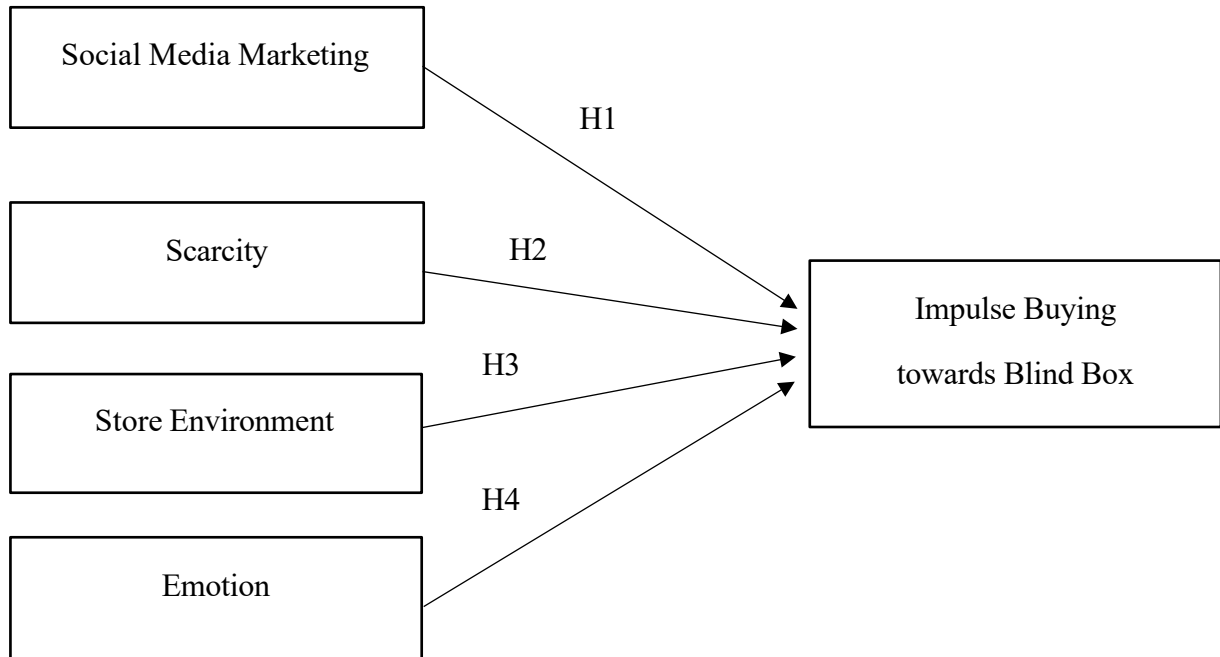 Social Media Marketing
H1
Scarcity
H2
Impulse Buying
towards Blind Box
H3
Store Environment
H4
Emotion